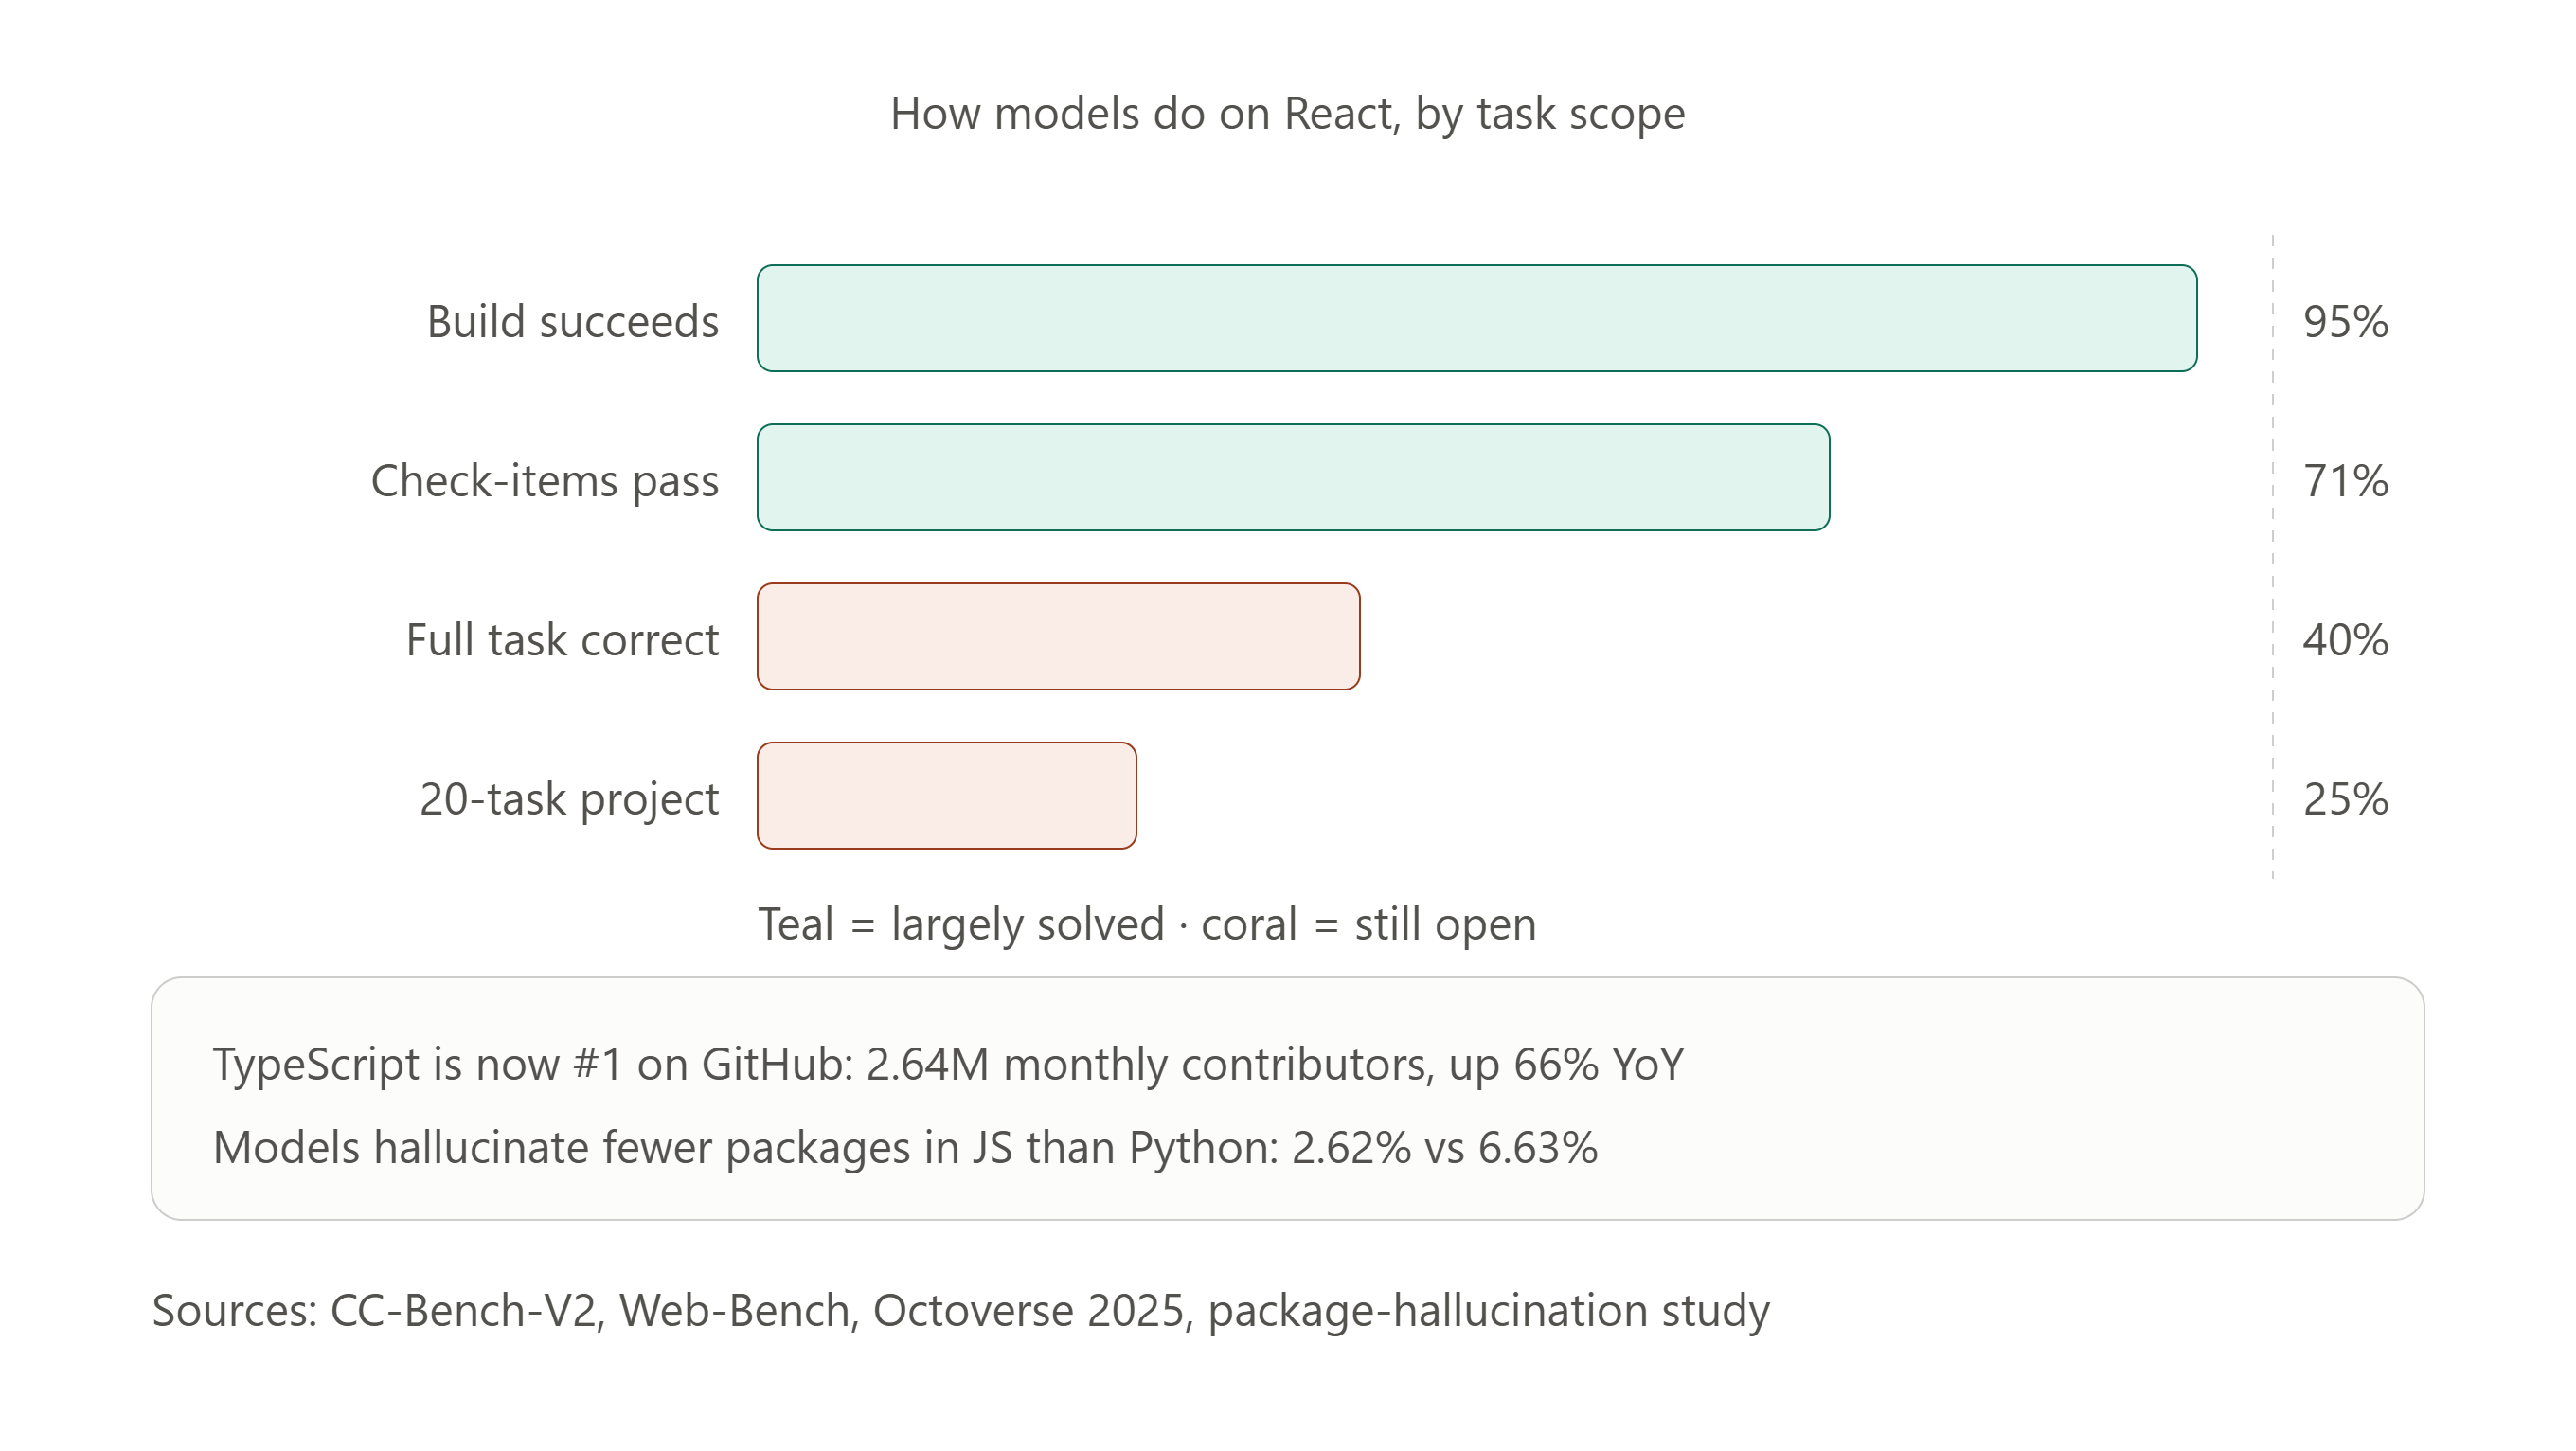 How models do on React, by task scope
Build succeeds 95%
Check-items pass 71%
Full task correct 40%
20-task project 25%
Teal = largely solved · coral = still open
TypeScript is now #1 on GitHub: 2.64M monthly contributors, up 66% YoY
Models hallucinate fewer packages in JS than Python: 2.62% vs 6.63%
Sources: CC-Bench-V2, Web-Bench, Octoverse 2025, package-hallucination study